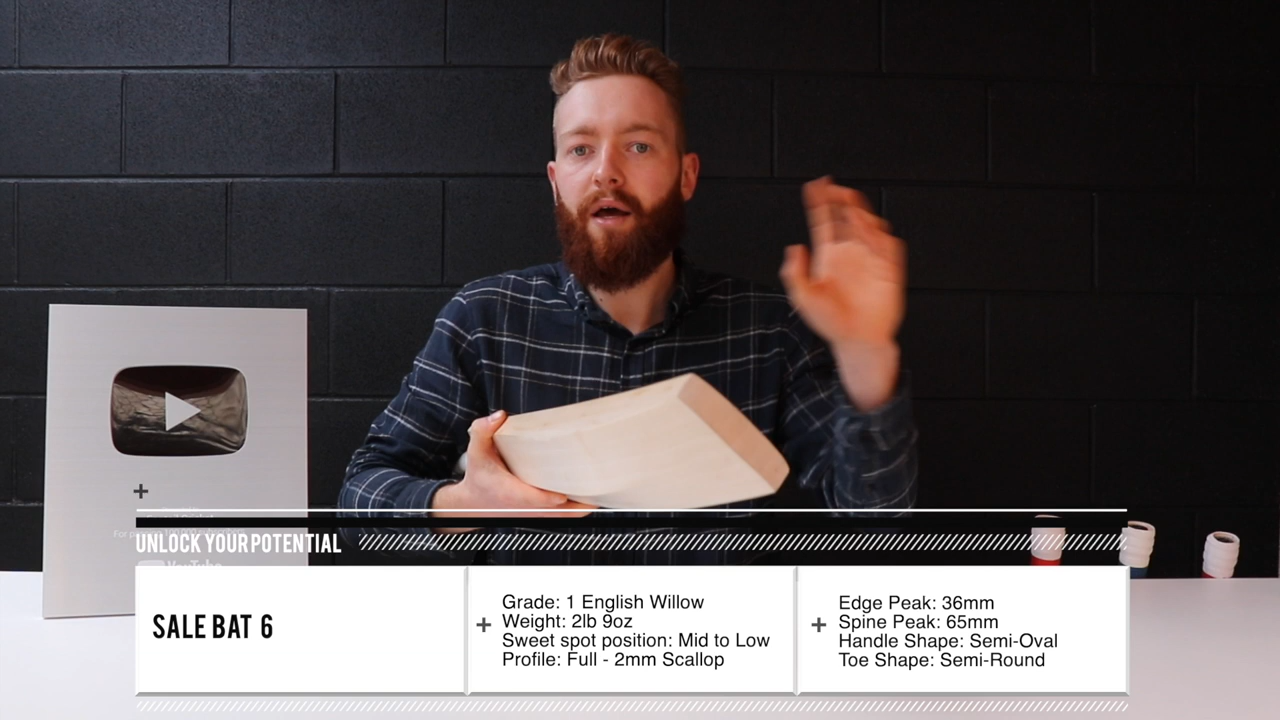 UNLOCK YOUR POTENTIAL
SALE BAT 6
Grade: 1 English Willow
Weight: 2lb 9oz
Sweet spot position: Mid to Low
Profile: Full - 2mm Scallop
Edge Peak: 36mm
Spine Peak: 65mm
Handle Shape: Semi-Oval
Toe Shape: Semi-Round